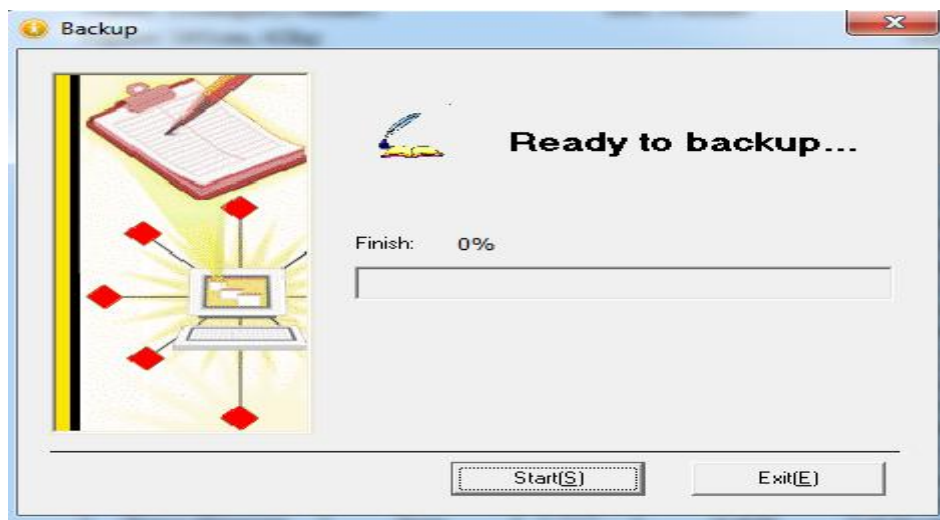 Backup
Ready to backup...
Finish: 0%
Start(S)
Exit(E)